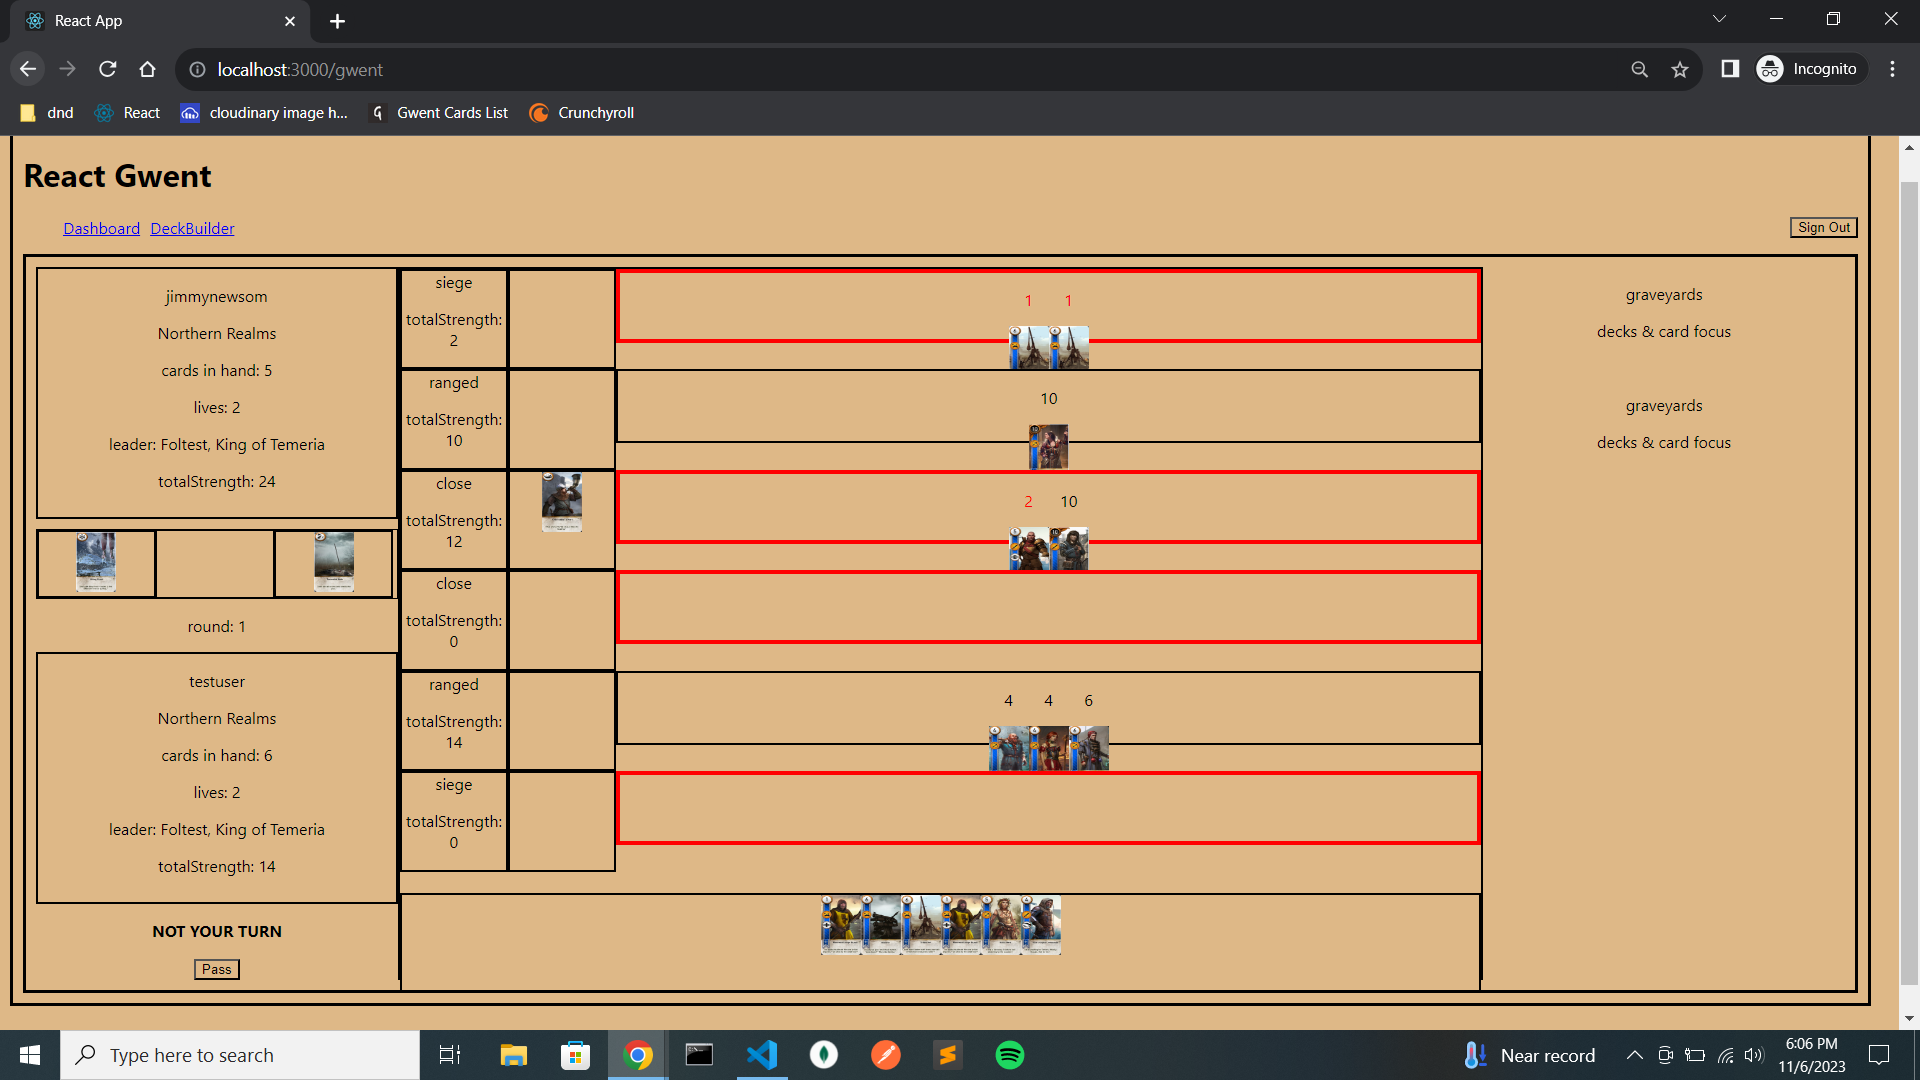 React App
localhost:3000/gwent
Incognito
dnd
React
cloudinary image h...
Gwent Cards List
Crunchyroll
React Gwent
Dashboard DeckBuilder
Sign Out
jimmynewsom
Northern Realms
cards in hand: 5
lives: 2
leader: Foltest, King of Temeria
totalStrength: 24
round: 1
testuser
Northern Realms
cards in hand: 6
lives: 2
leader: Foltest, King of Temeria
totalStrength: 14
NOT YOUR TURN
Pass
siege
totalStrength:
2
1 1
ranged
totalStrength:
10
10
close
totalStrength:
12
2 10
close
totalStrength:
0
ranged
totalStrength:
14
4 4 6
siege
totalStrength:
0
graveyards
decks & card focus
graveyards
decks & card focus
Type here to search
Near record
6:06 PM
11/6/2023